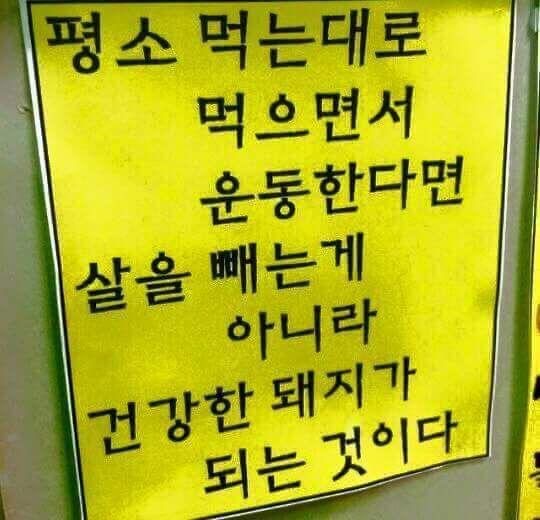 평소 먹는대로
먹으면서
운동한다면
살을 빼는게
아니라
건강한 돼지가
되는 것이다